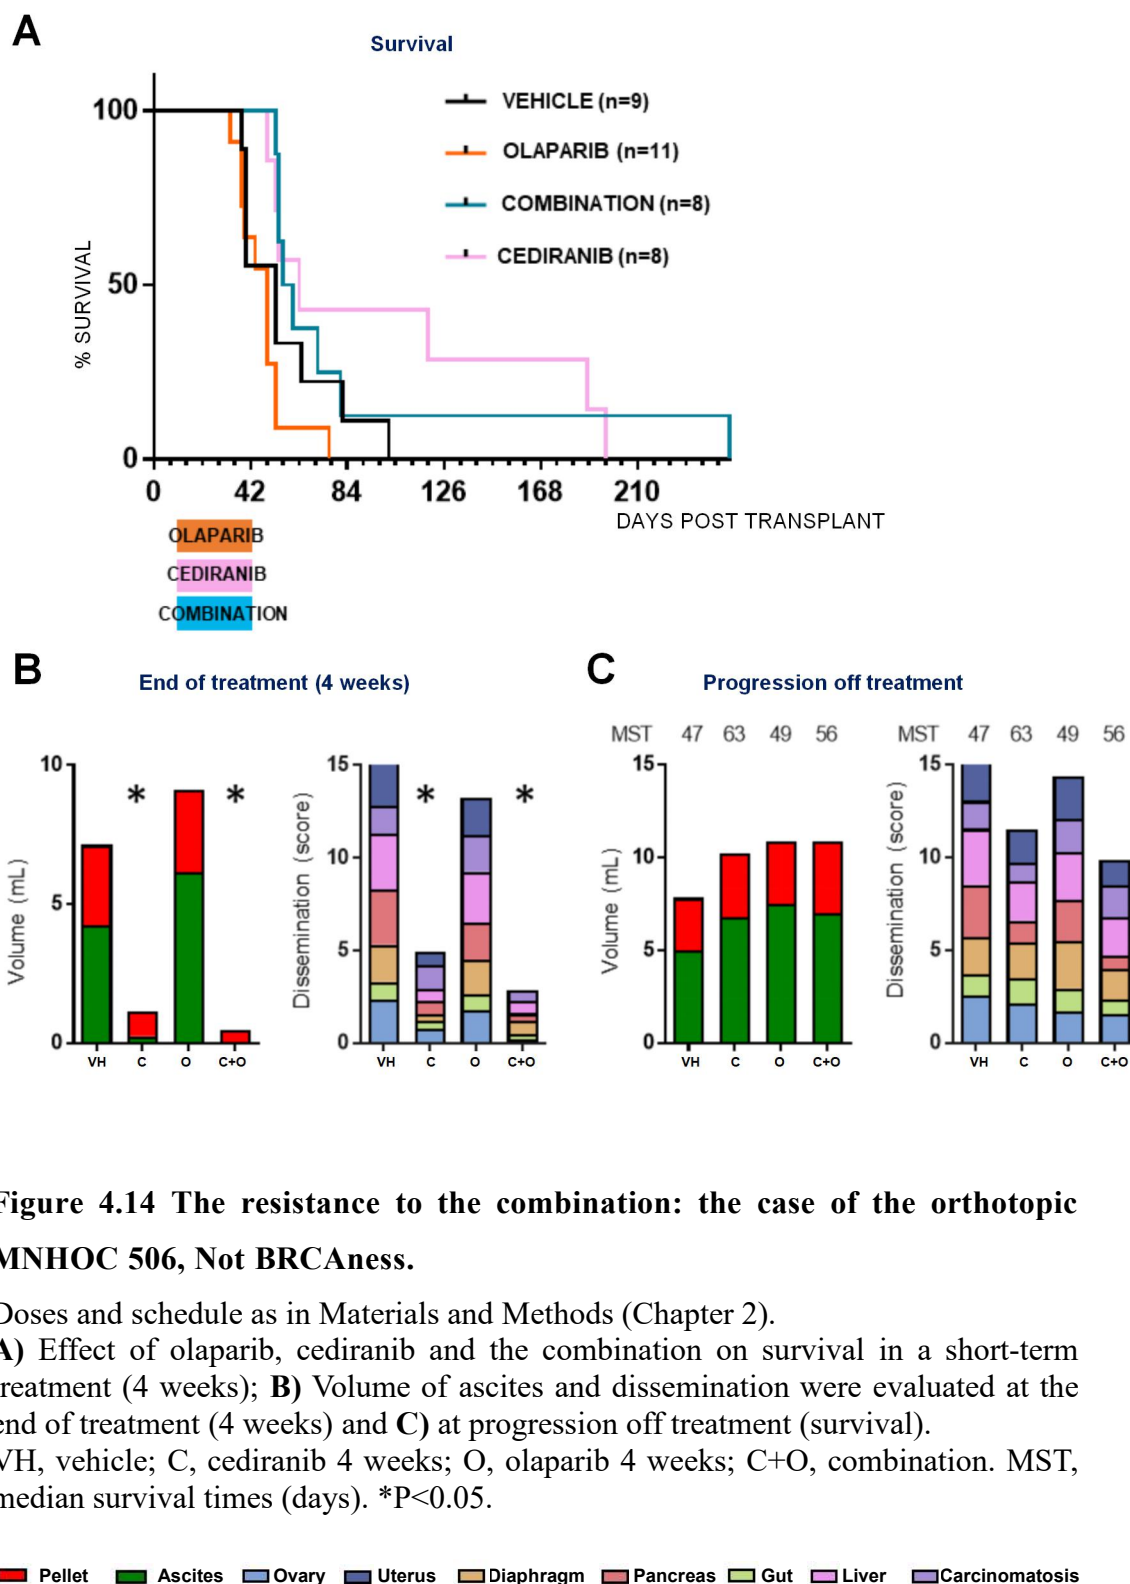 A
Survival
VEHICLE (n=9)
OLAPARIB (n=11)
COMBINATION (n=8)
CEDIRANIB (n=8)
100
50
0
% SURVIVAL
0 42 84 126 168 210
DAYS POST TRANSPLANT
OLAPARIB
CEDIRANIB
COMBINATION
B
End of treatment (4 weeks)
10
5
0
Volume (mL)
* *
VH C O C+O
15
10
5
0
Dissemination (score)
* *
VH C O C+O
C
Progression off treatment
MST 47 63 49 56
15
10
5
0
Volume (mL)
VH C O C+O
MST 47 63 49 56
15
10
5
0
Dissemination (score)
VH C O C+O
Figure 4.14 The resistance to the combination: the case of the orthotopic
MNHOC 506, Not BRCAness.
Doses and schedule as in Materials and Methods (Chapter 2).
A) Effect of olaparib, cediranib and the combination on survival in a short-term
treatment (4 weeks); B) Volume of ascites and dissemination were evaluated at the
end of treatment (4 weeks) and C) at progression off treatment (survival).
VH, vehicle; C, cediranib 4 weeks; O, olaparib 4 weeks; C+O, combination. MST,
median survival times (days). *P<0.05.
Pellet Ascites Ovary Uterus Diaphragm Pancreas Gut Liver Carcinomatosis